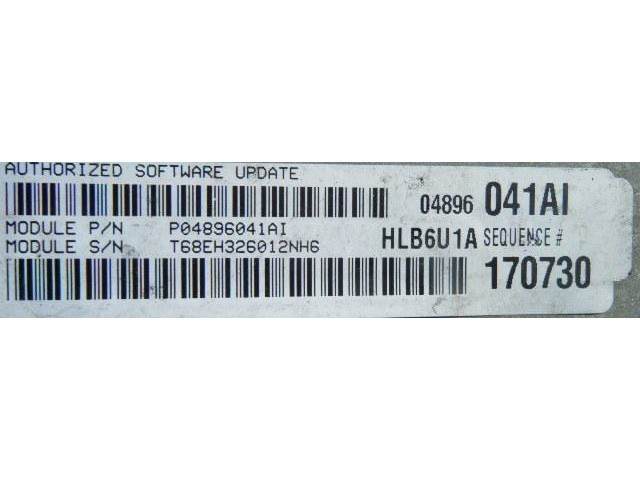 AUTHORIZED SOFTWARE UPDATE
04896 041AI
MODULE P/N P04896041AI
MODULE S/N T68EH326012NH6
HLB6U1A SEQUENCE #
170730